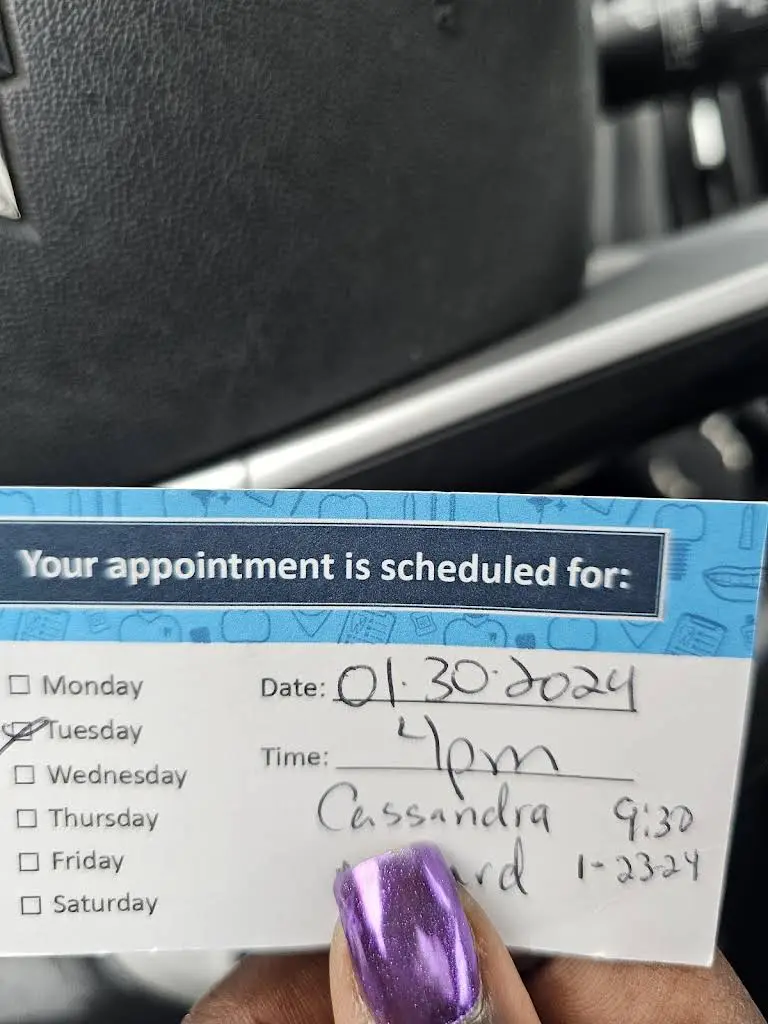 Your appointment is scheduled for:
Monday
Tuesday
Wednesday
Thursday
Friday
Saturday
Date: 01.30.2024
Time: 4pm
Cassandra 9:30
1-23-24